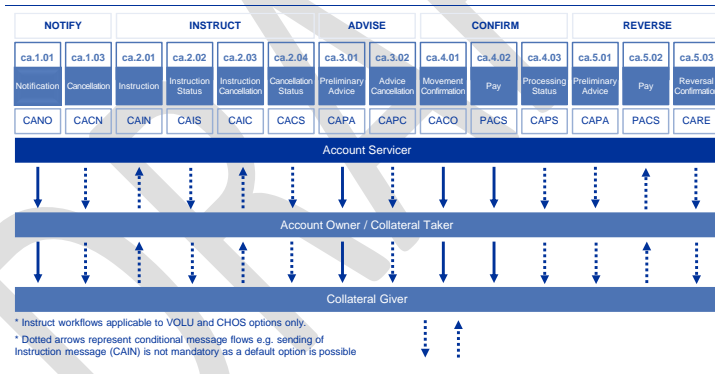 NOTIFY INSTRUCT ADVISE CONFIRM REVERSE
ca.1.01 ca.1.03 ca.2.01 ca.2.02 ca.2.03 ca.2.04 ca.3.01 ca.3.02 ca.4.01 ca.4.02 ca.4.03 ca.5.01 ca.5.02 ca.5.03
Notification Cancellation Instruction Instruction Status Instruction Cancellation Cancellation Status Preliminary Advice Advice Cancellation Movement Confirmation Pay Processing Status Preliminary Advice Pay Reversal Confirmation
CANO CACN CAIN CAIS CAIC CACS CAPA CAPC CACO PACS CAPS CAPA PACS CARE
Account Servicer
Account Owner / Collateral Taker
Collateral Giver
* Instruct workflows applicable to VOLU and CHOS options only.
* Dotted arrows represent conditional message flows e.g. sending of
Instruction message (CAIN) is not mandatory as a default option is possible